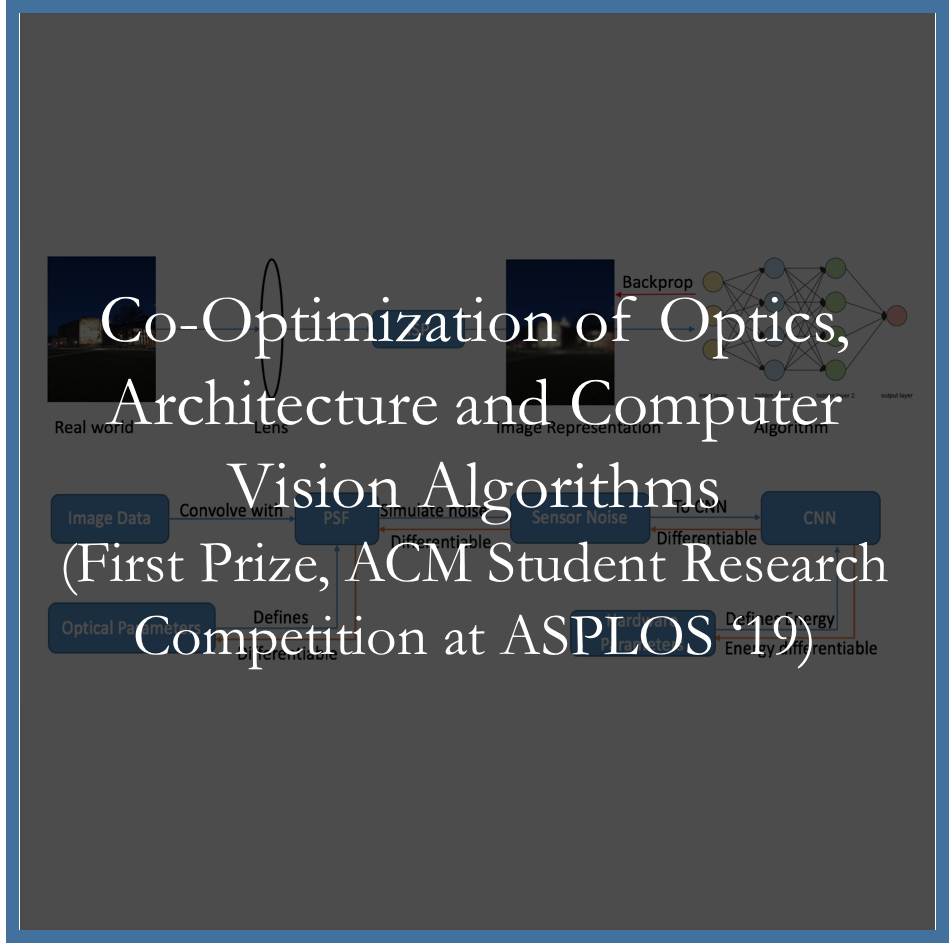 Co-Optimization of Optics,
Architecture and Computer
Vision Algorithms
(First Prize, ACM Student Research
Competition at ASPLOS ‘19)
Backprop
Real world
Lens
Image Representation
Algorithm
output layer
Image Data
Convolve with
PSF
Simulate noise
Differentiable
Sensor Noise
To CNN
Differentiable
CNN
Optical Parameters
Defines
Differentiable
Hardware
Parameters
Defines Energy
Energy differentiable